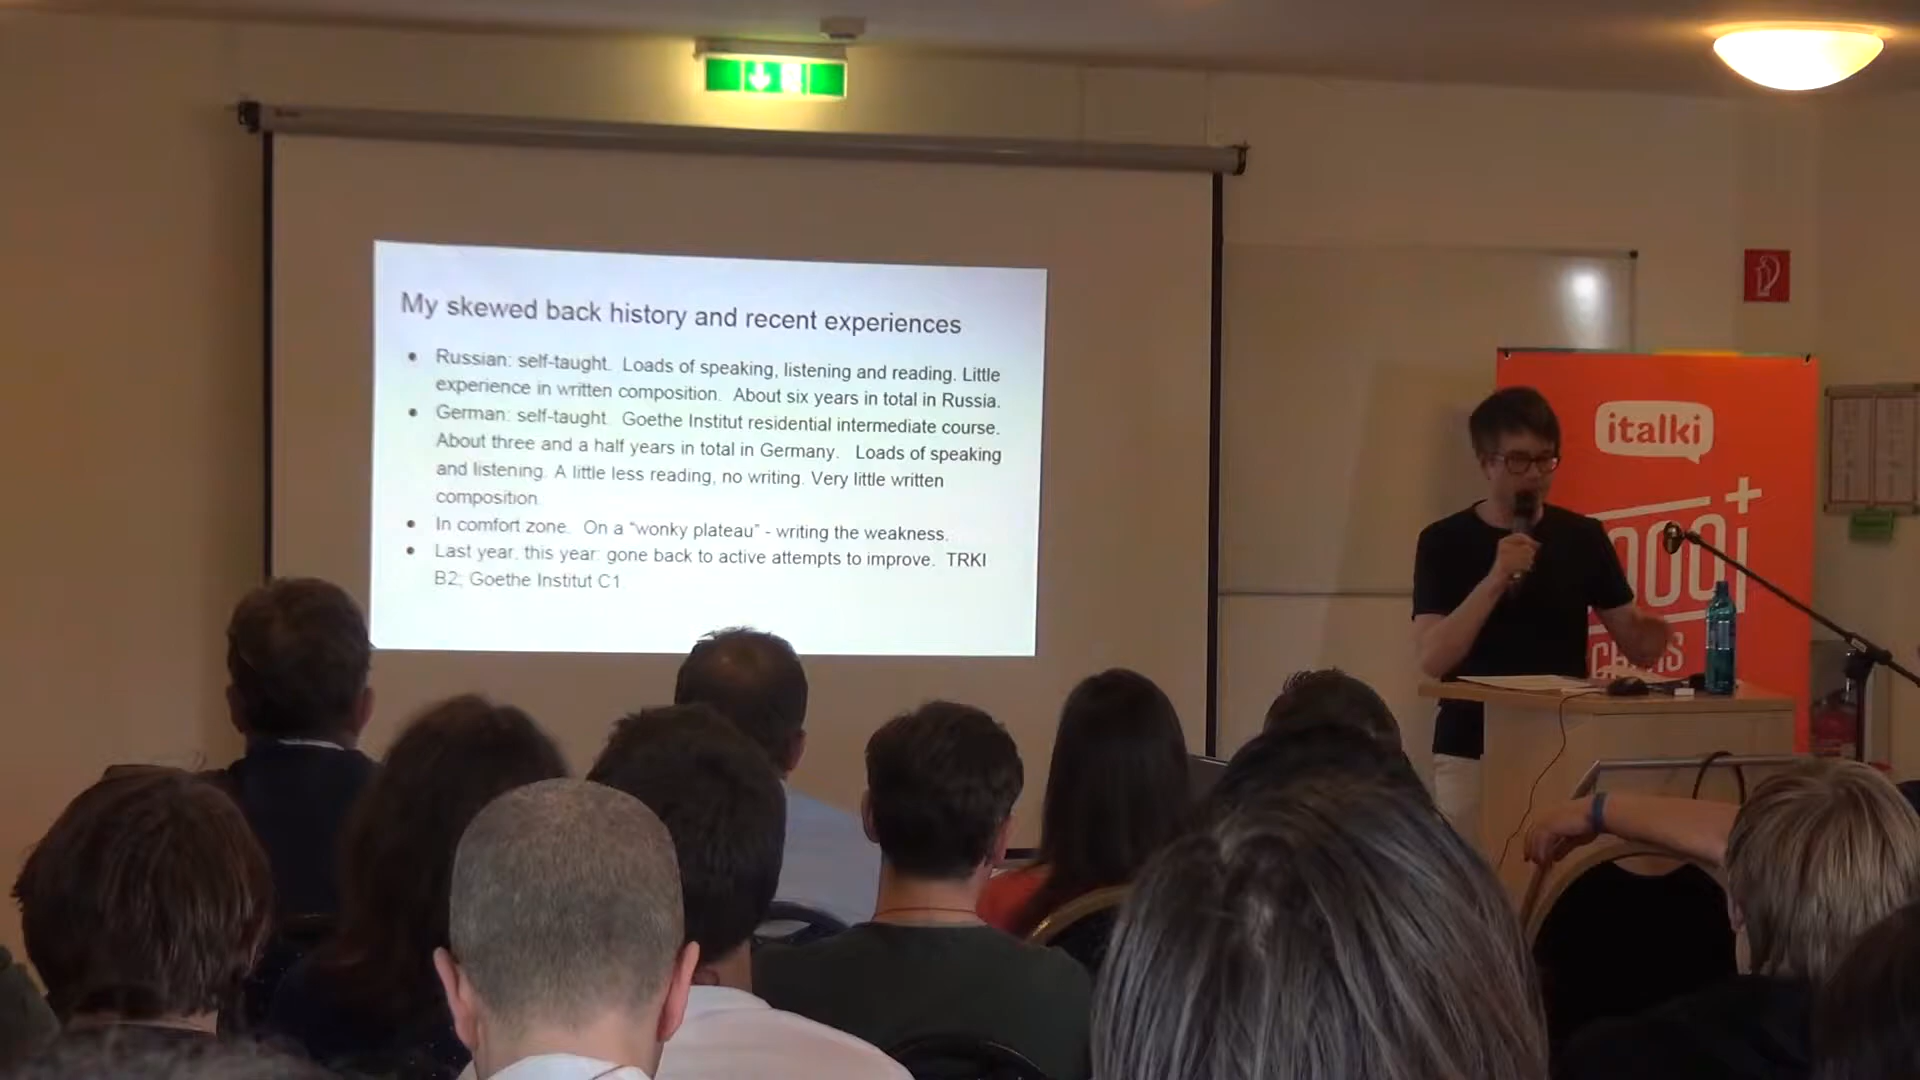 My skewed back history and recent experiences
● Russian: self-taught. Loads of speaking, listening and reading. Little
experience in written composition. About six years in total in Russia.
● German: self-taught. Goethe Institut residential intermediate course.
About three and a half years in total in Germany. Loads of speaking
and listening. A little less reading, no writing. Very little written
composition.
● In comfort zone. On a “wonky plateau” - writing the weakness.
● Last year, this year: gone back to active attempts to improve. TRKI
B2; Goethe Institut C1
italki